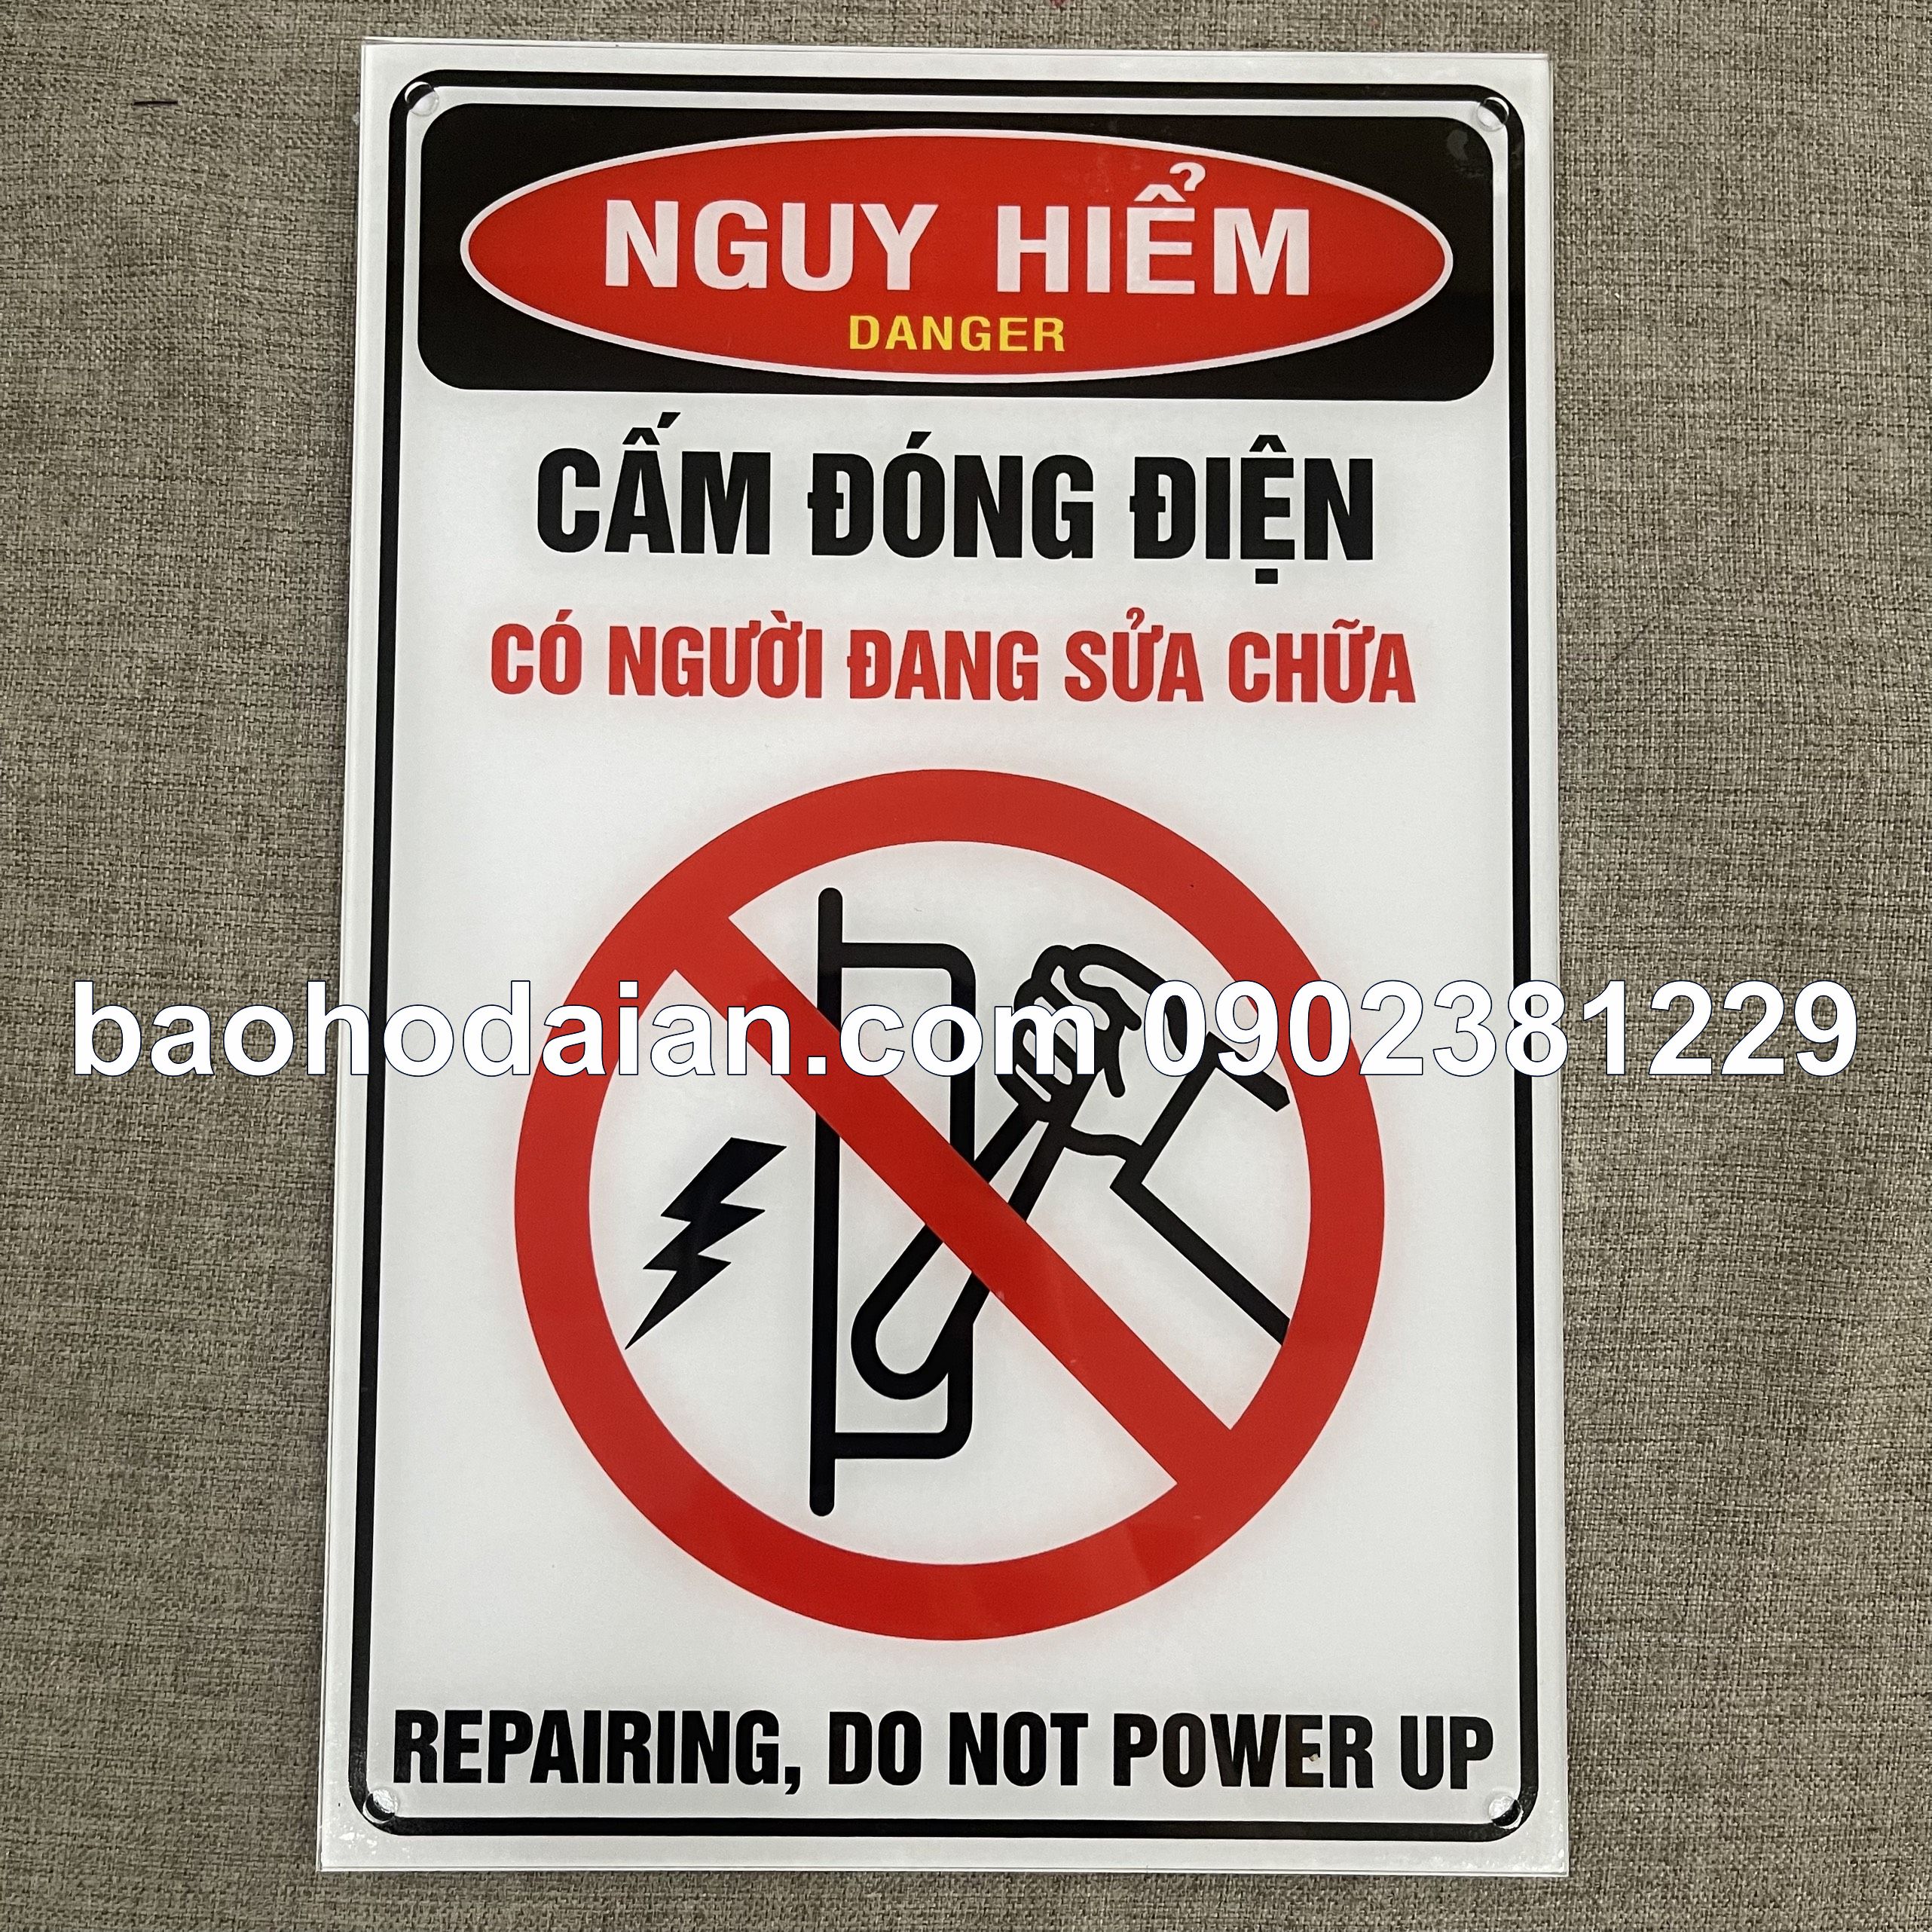 NGUY HIỂM
DANGER
CẤM ĐÓNG ĐIỆN
CÓ NGƯỜI ĐANG SỬA CHỮA
baohodaian.com 0902381229
REPAIRING, DO NOT POWER UP